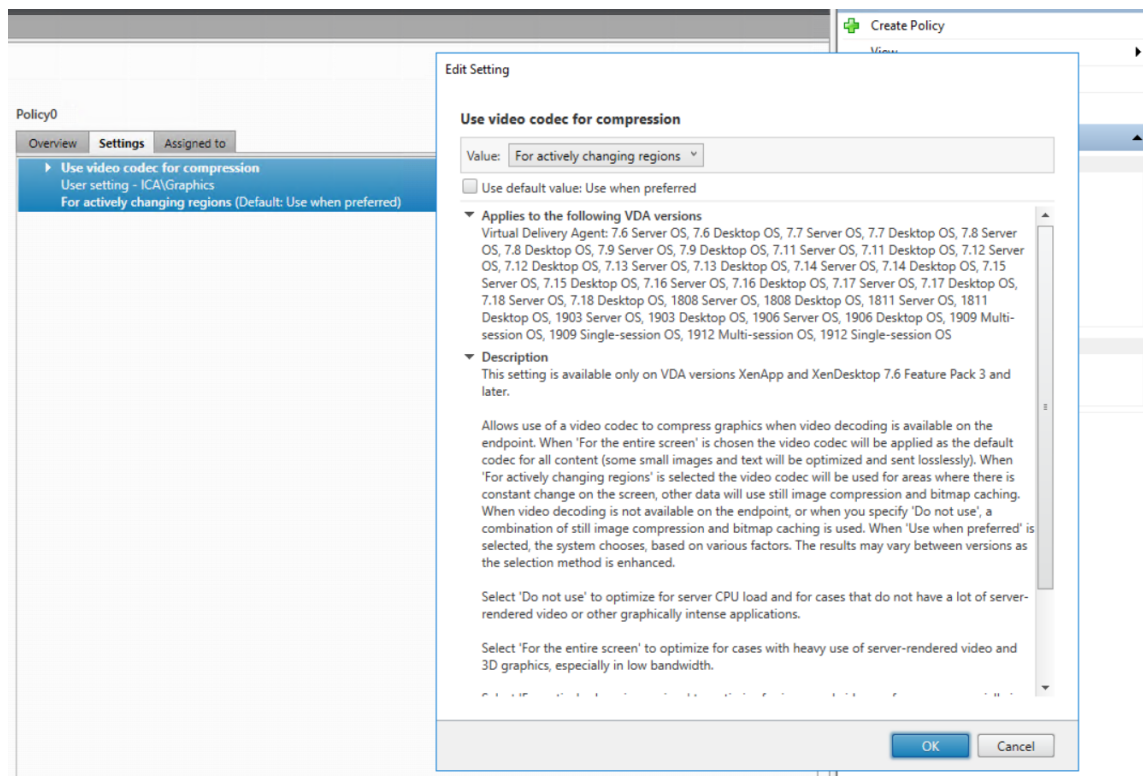 Create Policy
View
Edit Setting
Policy0
Use video codec for compression
Overview Settings Assigned to
Value: For actively changing regions
Use video codec for compression
User setting - ICA\Graphics
For actively changing regions (Default: Use when preferred)
Use default value: Use when preferred
Applies to the following VDA versions
Virtual Delivery Agent: 7.6 Server OS, 7.6 Desktop OS, 7.7 Server OS, 7.7 Desktop OS, 7.8 Server
OS, 7.8 Desktop OS, 7.9 Server OS, 7.9 Desktop OS, 7.11 Server OS, 7.11 Desktop OS, 7.12 Server
OS, 7.12 Desktop OS, 7.13 Server OS, 7.13 Desktop OS, 7.14 Server OS, 7.14 Desktop OS, 7.15
Server OS, 7.15 Desktop OS, 7.16 Server OS, 7.16 Desktop OS, 7.17 Server OS, 7.17 Desktop OS,
7.18 Server OS, 7.18 Desktop OS, 1808 Server OS, 1808 Desktop OS, 1811 Server OS, 1811
Desktop OS, 1903 Server OS, 1903 Desktop OS, 1906 Server OS, 1906 Desktop OS, 1909 Multi-
session OS, 1909 Single-session OS, 1912 Multi-session OS, 1912 Single-session OS
Description
This setting is available only on VDA versions XenApp and XenDesktop 7.6 Feature Pack 3 and
later.
Allows use of a video codec to compress graphics when video decoding is available on the
endpoint. When 'For the entire screen' is chosen the video codec will be applied as the default
codec for all content (some small images and text will be optimized and sent losslessly). When
'For actively changing regions' is selected the video codec will be used for areas where there is
constant change on the screen, other data will use still image compression and bitmap caching.
When video decoding is not available on the endpoint, or when you specify 'Do not use', a
combination of still image compression and bitmap caching is used. When 'Use when preferred' is
selected, the system chooses, based on various factors. The results may vary between versions as
the selection method is enhanced.
Select 'Do not use' to optimize for server CPU load and for cases that do not have a lot of server-
rendered video or other graphically intense applications.
Select 'For the entire screen' to optimize for cases with heavy use of server-rendered video and
3D graphics, especially in low bandwidth.
OK Cancel